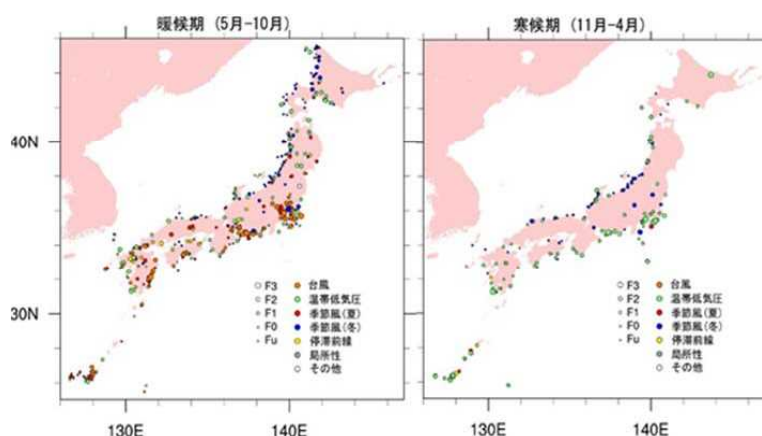 暖候期 (5月-10月)
寒候期 (11月-4月)
40N
30N
F3
F2
F1
F0
Fu
台風
温帯低気圧
季節風(夏)
季節風(冬)
停滞前線
局所性
その他
F3
F2
F1
F0
Fu
台風
温帯低気圧
季節風(夏)
季節風(冬)
停滞前線
局所性
その他
130E
140E
130E
140E